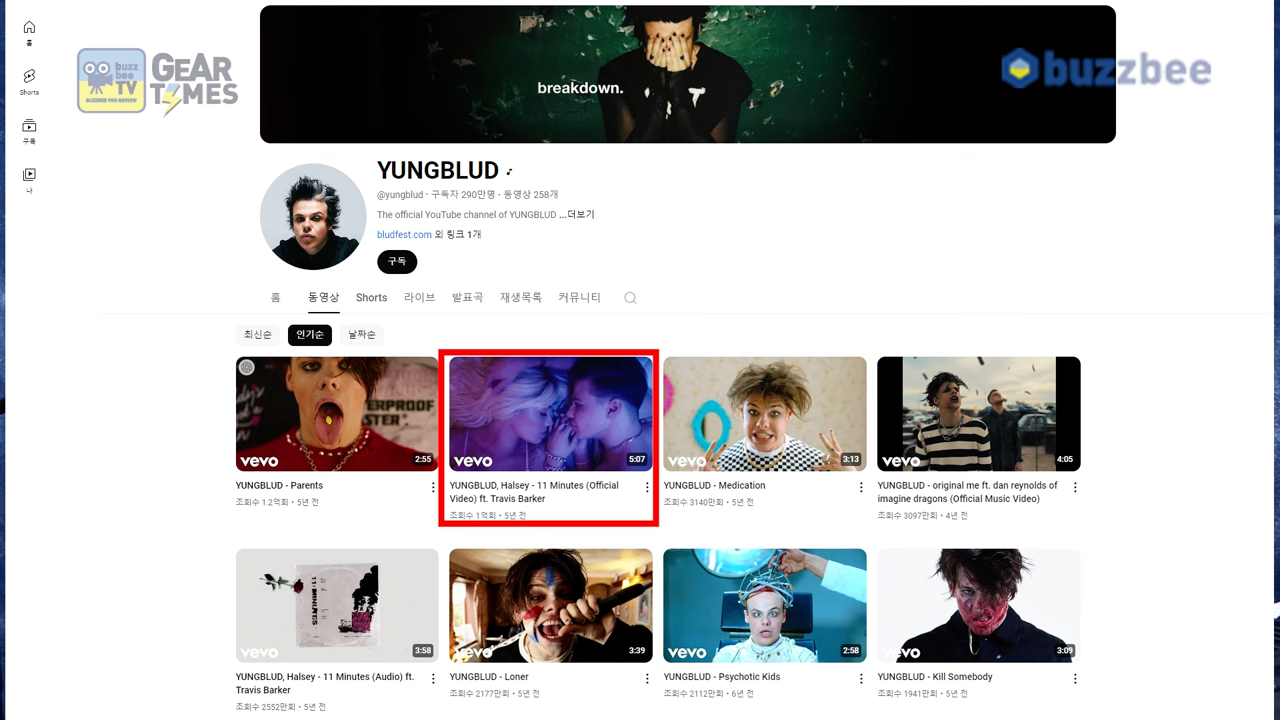 breakdown.
buzz
bee
TV
BUZZBEE YOU REVIEW
GEAR
TIMES
buzzbee
홈
Shorts
구독
나
YUNGBLUD
@yungblud · 구독자 290만명 · 동영상 258개
The official YouTube channel of YUNGBLUD ...더보기
bludfest.com 외 링크 1개
구독
홈 동영상 Shorts 라이브 발표곡 재생목록 커뮤니티
최신순 인기순 날짜순
ERPROOF
STER
vevo 2:55
vevo 5:07
vevo 3:13
vevo 4:05
YUNGBLUD - Parents
조회수 1.2억회 · 5년 전
YUNGBLUD, Halsey - 11 Minutes (Official
Video) ft. Travis Barker
조회수 1억회 · 5년 전
YUNGBLUD - Medication
조회수 3140만회 · 5년 전
YUNGBLUD - original me ft. dan reynolds of
imagine dragons (Official Music Video)
조회수 3097만회 · 4년 전
11 MINUTES
vevo 3:58
vevo 3:39
vevo 2:58
vevo 3:09
YUNGBLUD, Halsey - 11 Minutes (Audio) ft.
Travis Barker
조회수 2552만회 · 5년 전
YUNGBLUD - Loner
조회수 2177만회 · 5년 전
YUNGBLUD - Psychotic Kids
조회수 2112만회 · 6년 전
YUNGBLUD - Kill Somebody
조회수 1941만회 · 5년 전